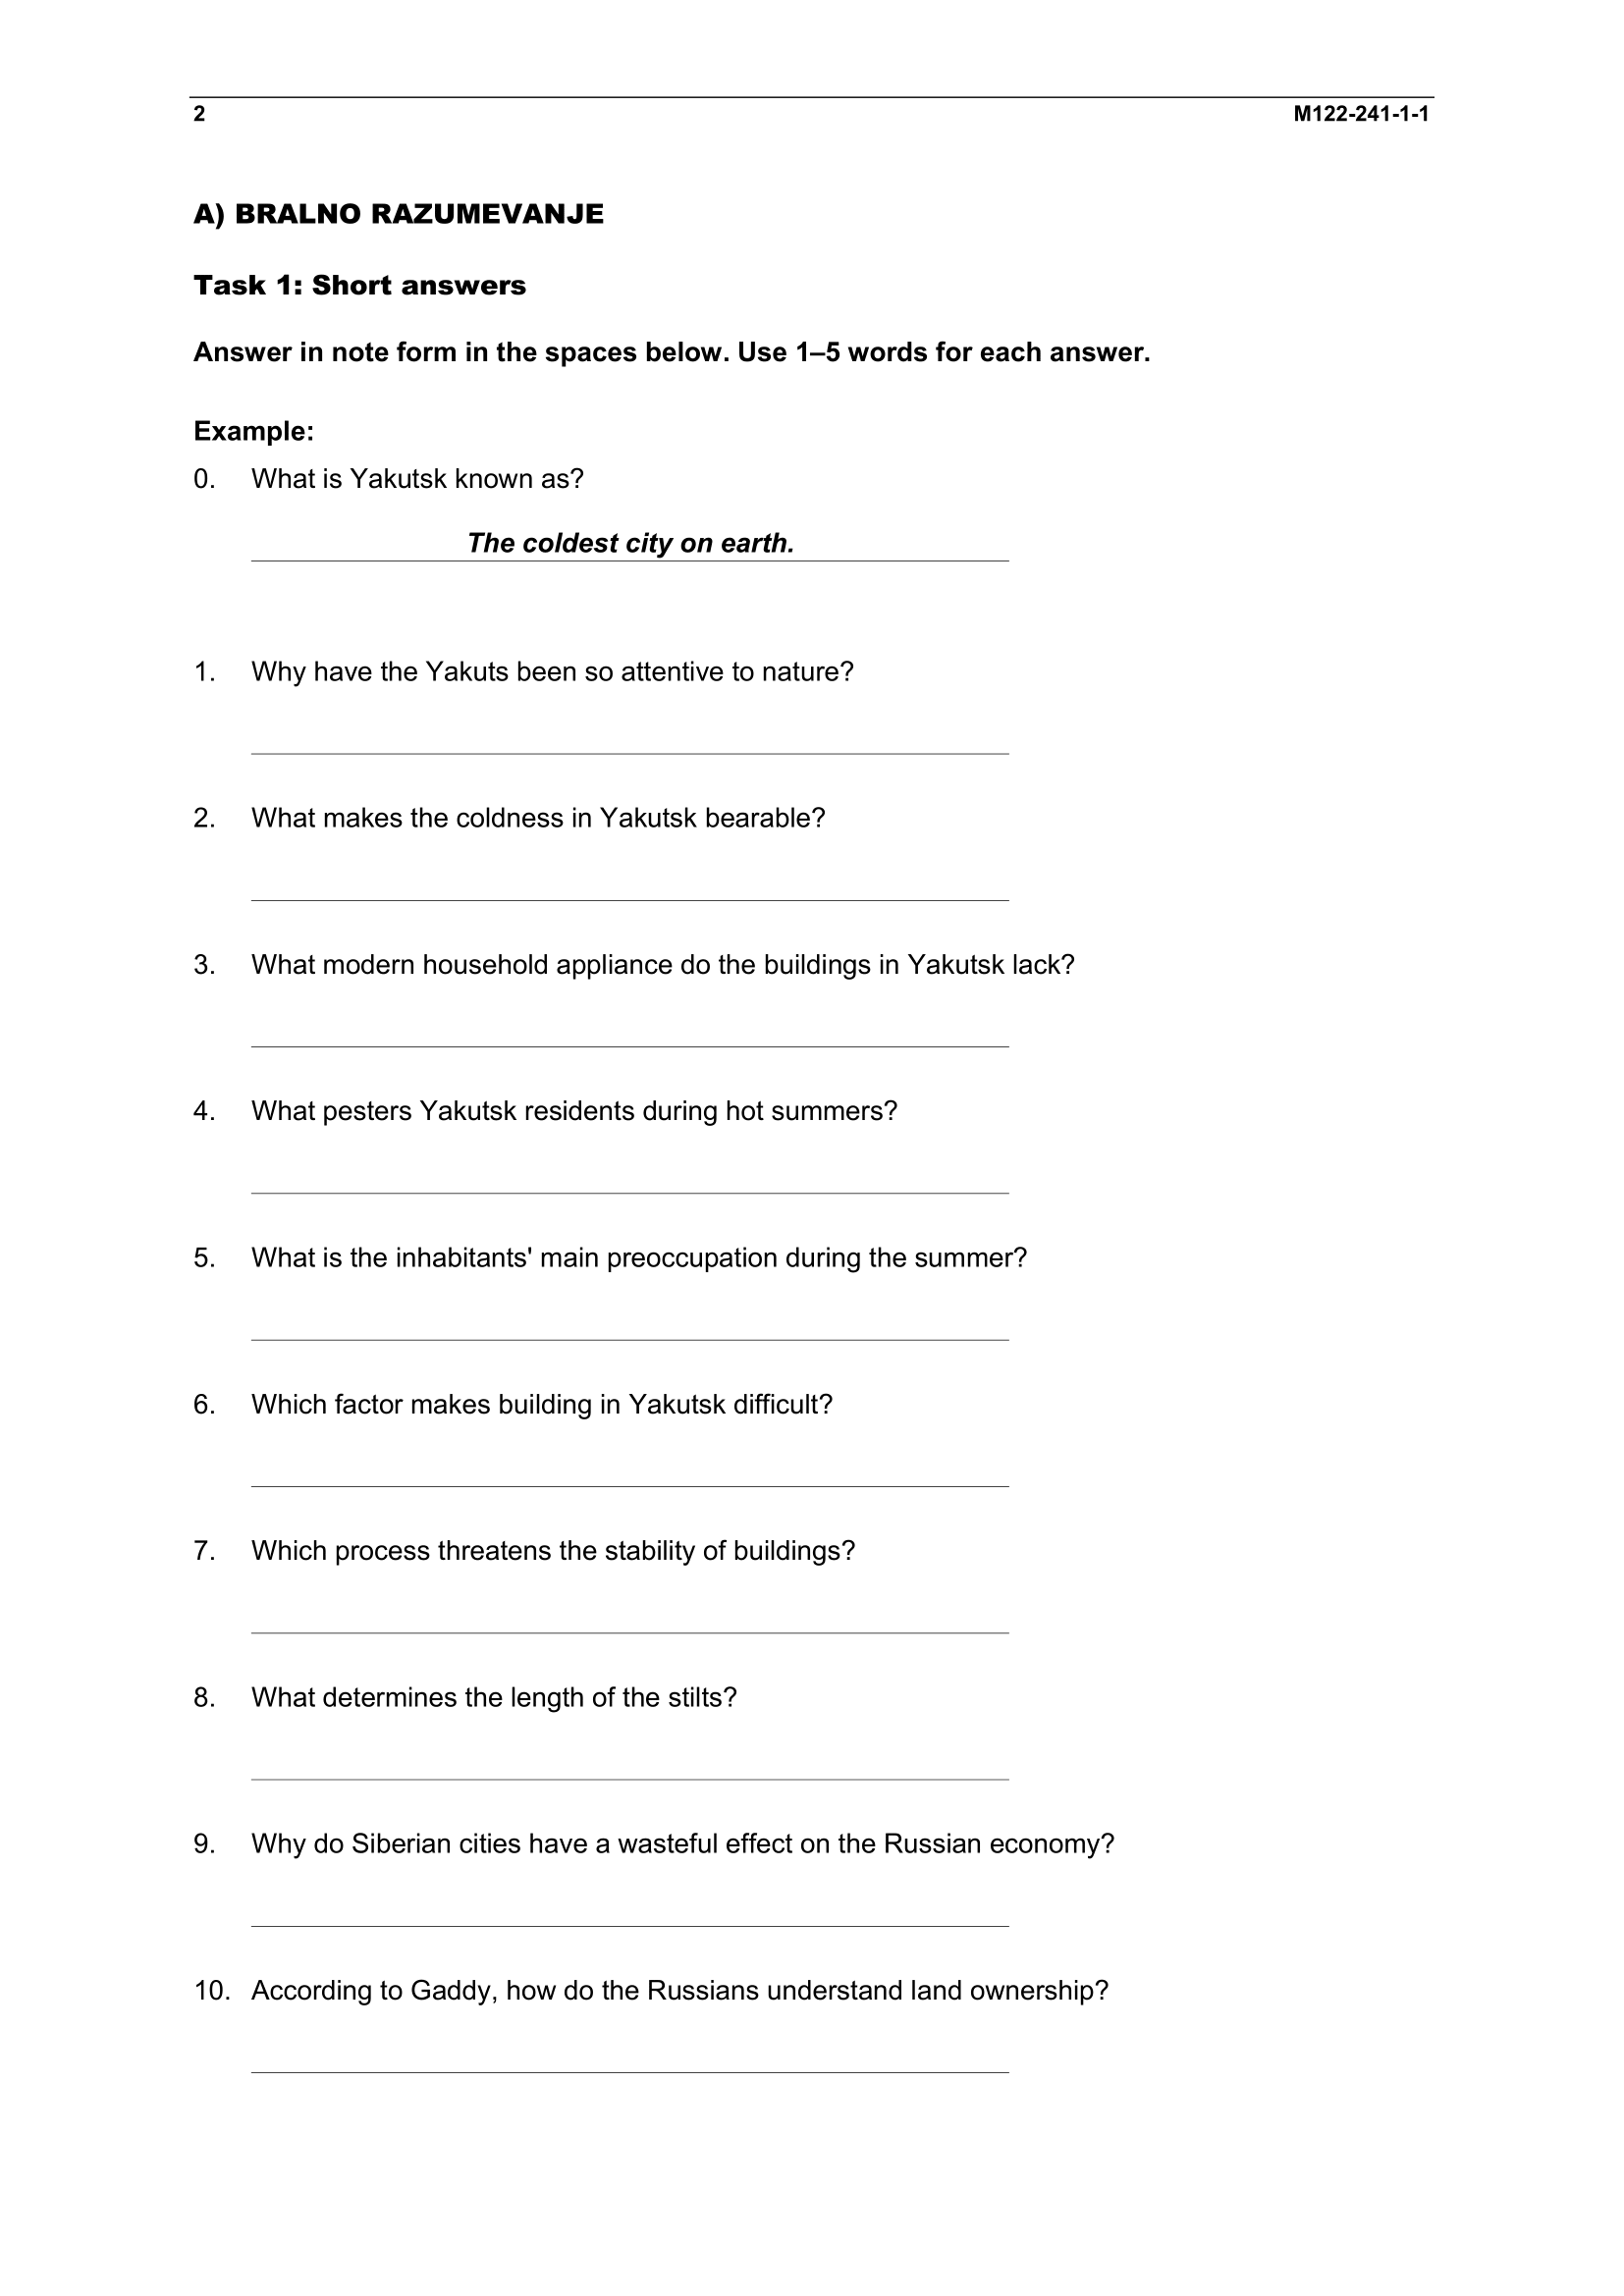 2 M122-241-1-1
A) BRALNO RAZUMEVANJE
Task 1: Short answers
Answer in note form in the spaces below. Use 1–5 words for each answer.
Example:
0. What is Yakutsk known as?
The coldest city on earth.
1. Why have the Yakuts been so attentive to nature?
2. What makes the coldness in Yakutsk bearable?
3. What modern household appliance do the buildings in Yakutsk lack?
4. What pesters Yakutsk residents during hot summers?
5. What is the inhabitants' main preoccupation during the summer?
6. Which factor makes building in Yakutsk difficult?
7. Which process threatens the stability of buildings?
8. What determines the length of the stilts?
9. Why do Siberian cities have a wasteful effect on the Russian economy?
10. According to Gaddy, how do the Russians understand land ownership?